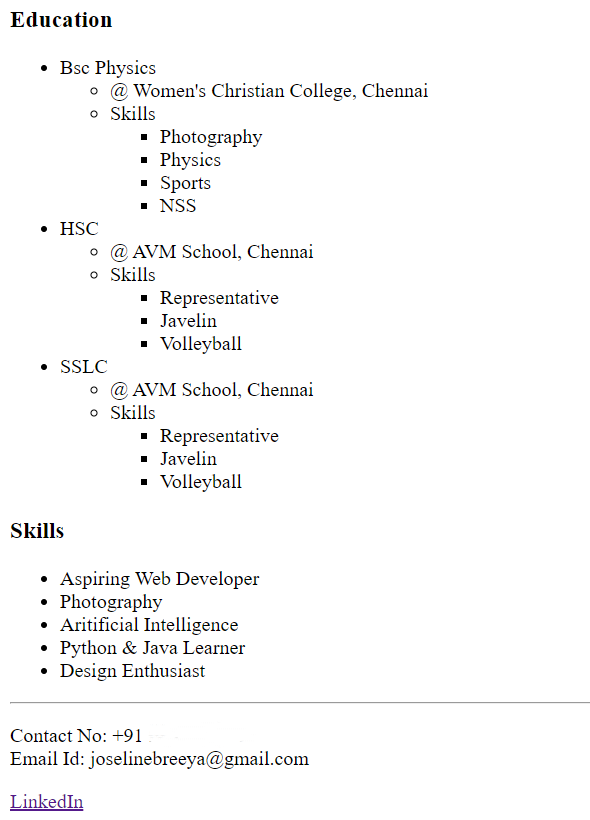 Education
Bsc Physics
@ Women's Christian College, Chennai
Skills
Photography
Physics
Sports
NSS
HSC
@ AVM School, Chennai
Skills
Representative
Javelin
Volleyball
SSLC
@ AVM School, Chennai
Skills
Representative
Javelin
Volleyball
Skills
Aspiring Web Developer
Photography
Aritificial Intelligence
Python & Java Learner
Design Enthusiast
Contact No: +91
Email Id: joselinebreeya@gmail.com
LinkedIn